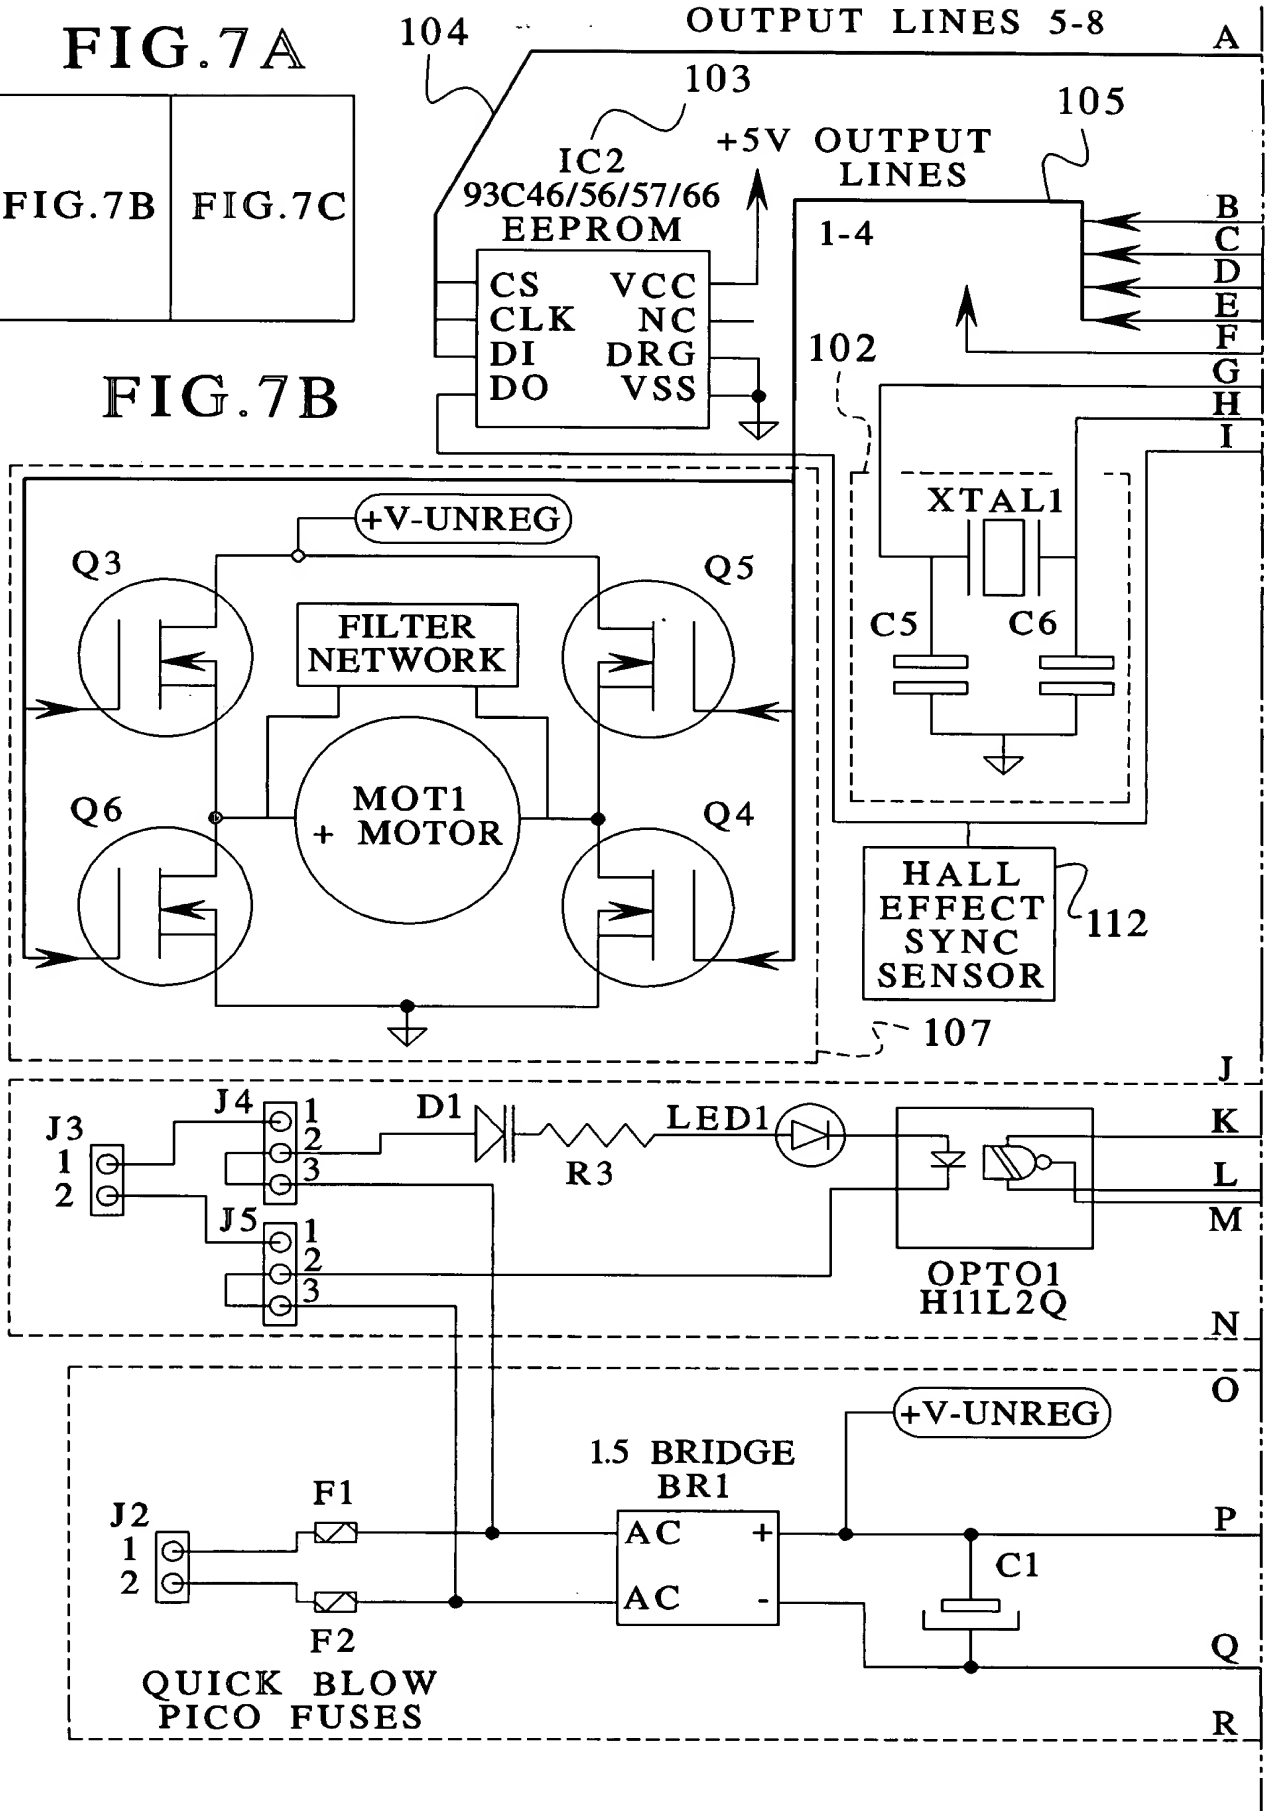 FIG.7A
FIG.7B
FIG.7C
FIG.7B
104
OUTPUT LINES 5-8
A
103
105
IC2
93C46/56/57/66
EEPROM
+5V
OUTPUT
LINES
1-4
B
C
D
E
F
G
H
I
CS
CLK
DI
DO
VCC
NC
DRG
VSS
102
XTAL1
C5
C6
+V-UNREG
Q3
Q5
FILTER
NETWORK
MOT1
+ MOTOR
Q6
Q4
HALL
EFFECT
SYNC
SENSOR
112
107
J
J3
1
2
J4
1
2
3
D1
R3
LED1
K
L
M
J5
1
2
3
OPTO1
H11L2Q
N
O
+V-UNREG
1.5 BRIDGE
BR1
AC
+
AC
-
P
C1
Q
J2
1
2
F1
F2
QUICK BLOW
PICO FUSES
R